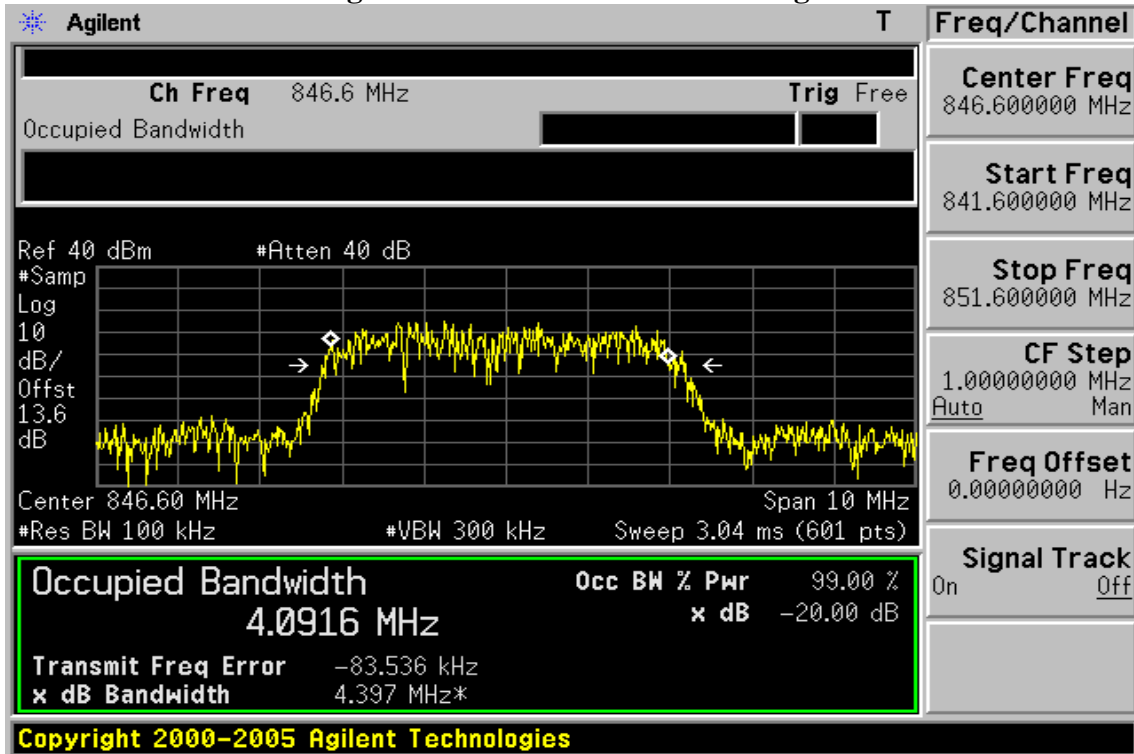 Agilent T
Freq/Channel
Ch Freq 846.6 MHz Trig Free
Occupied Bandwidth
Center Freq
846.600000 MHz
Start Freq
841.600000 MHz
Stop Freq
851.600000 MHz
CF Step
1.00000000 MHz
Auto Man
Freq Offset
0.00000000 Hz
Signal Track
On Off
Ref 40 dBm #Atten 40 dB
#Samp
Log
10
dB/
Offst
13.6
dB
Center 846.60 MHz Span 10 MHz
#Res BW 100 kHz #VBW 300 kHz Sweep 3.04 ms (601 pts)
Occupied Bandwidth
4.0916 MHz
Occ BW % Pwr 99.00 %
x dB -20.00 dB
Transmit Freq Error -83.536 kHz
x dB Bandwidth 4.397 MHz*
Copyright 2000-2005 Agilent Technologies